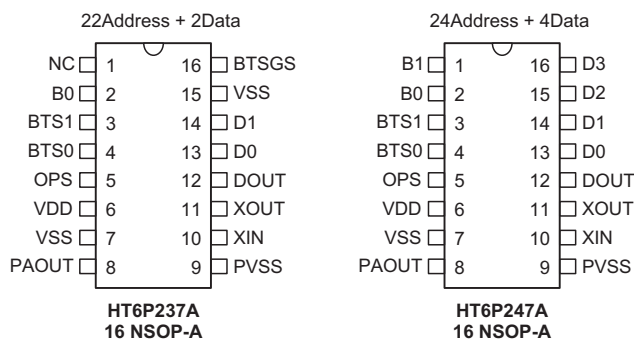 22Address + 2Data
NC 1 16 BTSGS
B0 2 15 VSS
BTS1 3 14 D1
BTS0 4 13 D0
OPS 5 12 DOUT
VDD 6 11 XOUT
VSS 7 10 XIN
PAOUT 8 9 PVSS
HT6P237A
16 NSOP-A
24Address + 4Data
B1 1 16 D3
B0 2 15 D2
BTS1 3 14 D1
BTS0 4 13 D0
OPS 5 12 DOUT
VDD 6 11 XOUT
VSS 7 10 XIN
PAOUT 8 9 PVSS
HT6P247A
16 NSOP-A